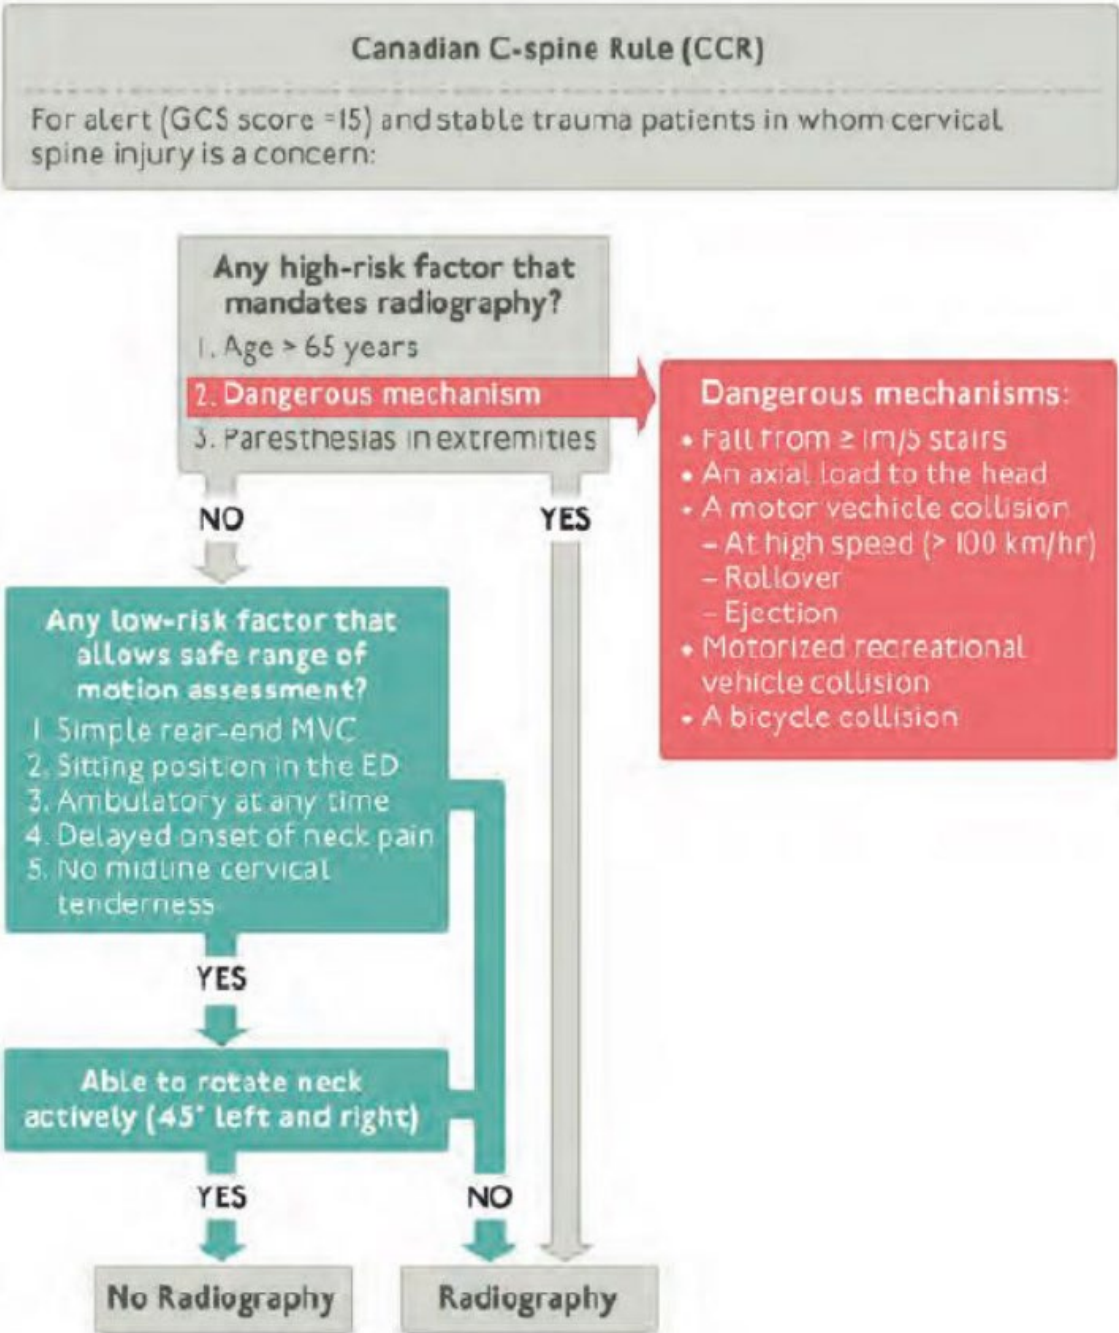 Canadian C-spine Rule (CCR)
For alert (GCS score =15) and stable trauma patients in whom cervical
spine injury is a concern:
Any high-risk factor that
mandates radiography?
1. Age > 65 years
2. Dangerous mechanism
3. Paresthesias in extremities
Dangerous mechanisms:
• Fall from ≥ 1m/5 stairs
• An axial load to the head
• A motor vechicle collision
– At high speed (> 100 km/hr)
– Rollover
– Ejection
• Motorized recreational
vehicle collision
• A bicycle collision
NO
YES
Any low-risk factor that
allows safe range of
motion assessment?
1 Simple rear-end MVC
2. Sitting position in the ED
3. Ambulatory at any time
4. Delayed onset of neck pain
5. No midline cervical
tenderness
YES
Able to rotate neck
actively (45° left and right)
YES
NO
No Radiography
Radiography